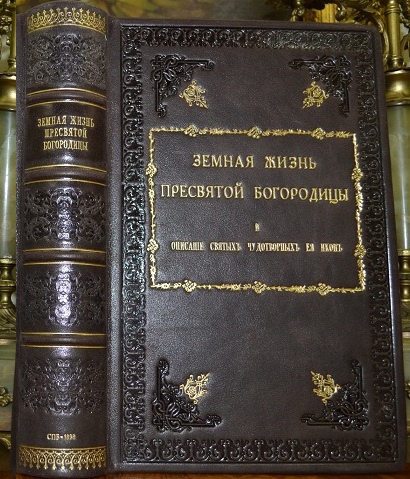 ЗЕМНАЯ ЖИЗНЬ
ПРЕСВЯТОЙ
БОГОРОДИЦЫ
СПБ·1898
ЗЕМНАЯ ЖИЗНЬ
ПРЕСВЯТОЙ БОГОРОДИЦЫ
И
ОПИСАНІЕ СВЯТЫХЪ ЧУДОТВОРНЫХЪ ЕЯ ИКОНЪ